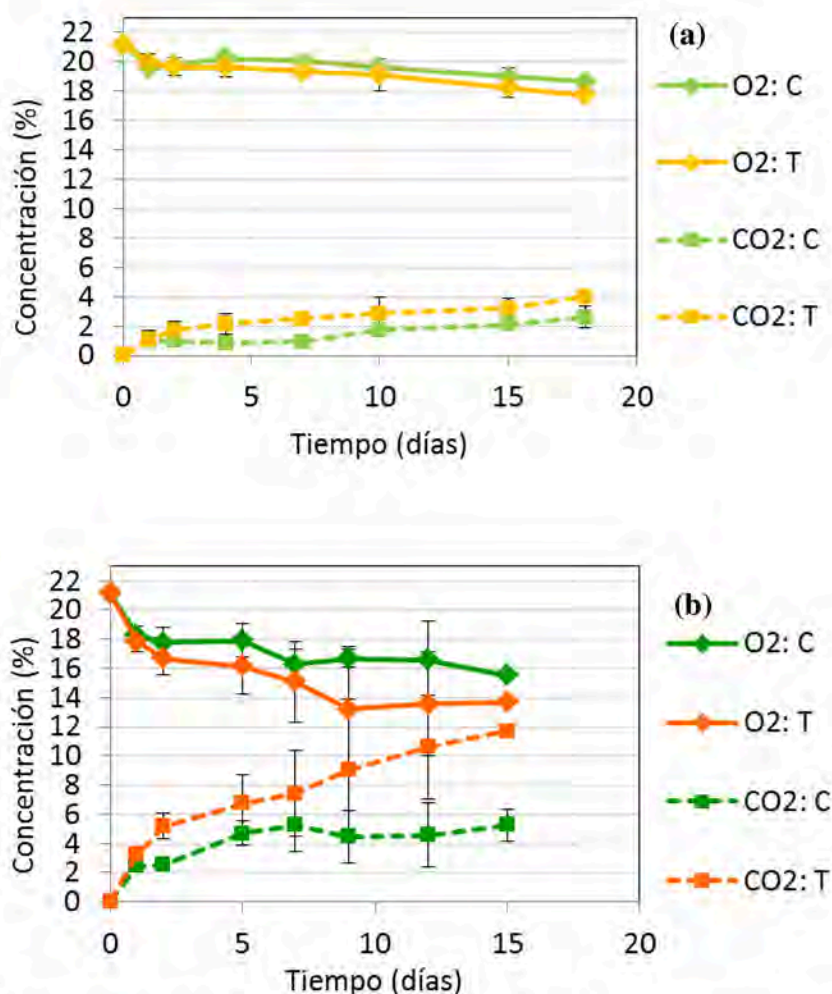 (a)
Concentración (%)
22
20
18
16
14
12
10
8
6
4
2
0
0 5 10 15 20
Tiempo (días)
O2: C
O2: T
CO2: C
CO2: T
(b)
Concentración (%)
22
20
18
16
14
12
10
8
6
4
2
0
0 5 10 15 20
Tiempo (días)
O2: C
O2: T
CO2: C
CO2: T